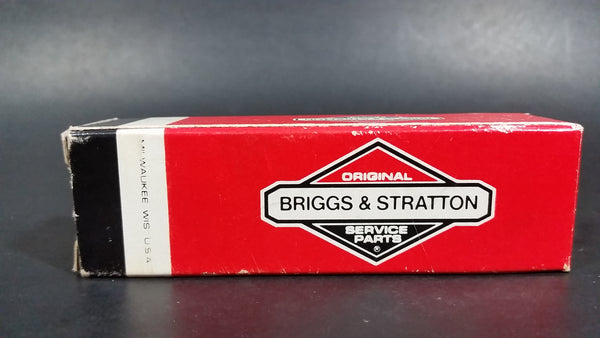 ORIGINAL
BRIGGS & STRATTON
SERVICE
PARTS
®
MILWAUKEE WIS U.S.A.